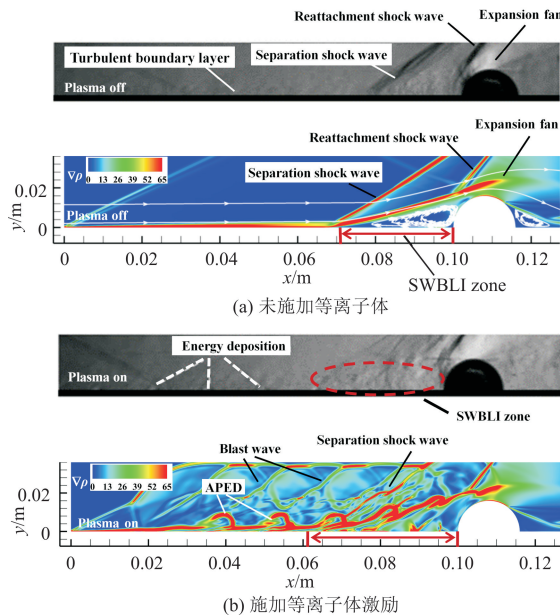 Reattachment shock wave
Expansion fan
Turbulent boundary layer
Separation shock wave
Plasma off
Reattachment shock wave
Expansion fan
∇ρ
0 13 26 39 52 65
Separation shock wave
y/m
0.02
0
Plasma off
0 0.02 0.04 0.06 0.08 0.10 0.12
x/m
SWBLI zone
(a) 未施加等离子体
Energy deposition
Plasma on
SWBLI zone
Blast wave
Separation shock wave
∇ρ
0 13 26 39 52 65
APED
y/m
0.02
0
Plasma on
0 0.02 0.04 0.06 0.08 0.10 0.12
x/m
(b) 施加等离子体激励